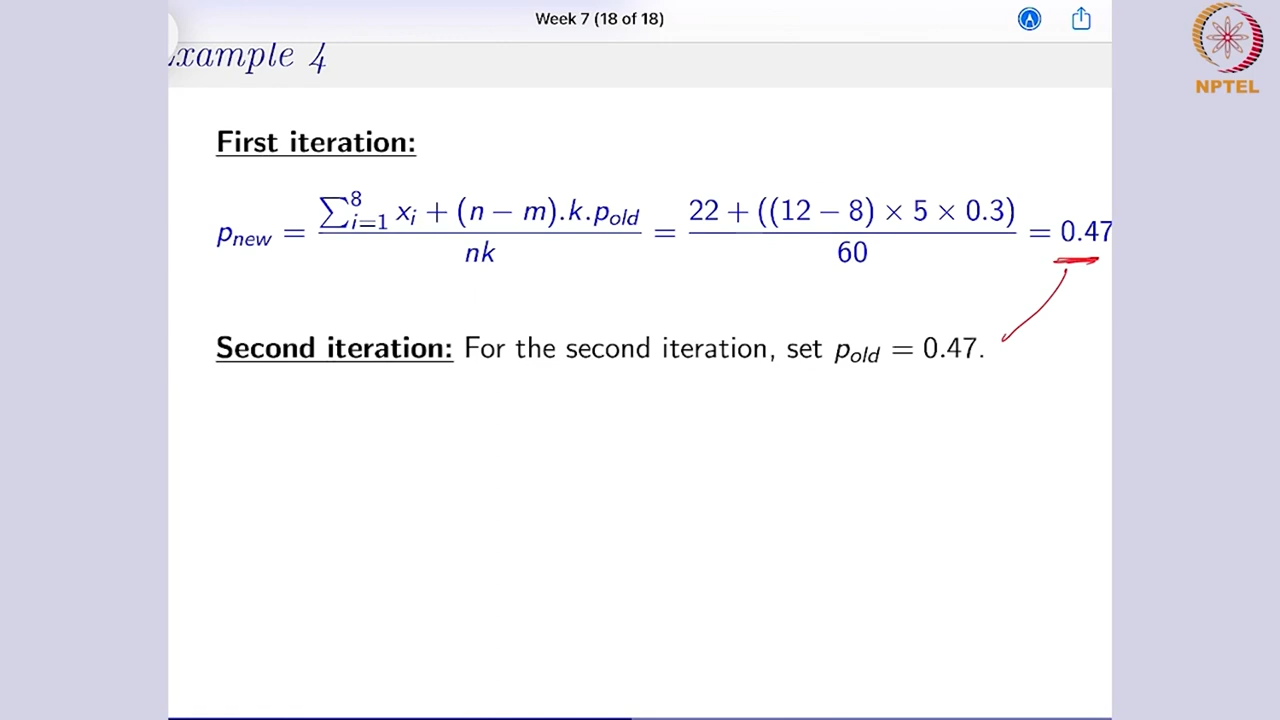 Week 7 (18 of 18)
NPTEL
xample 4
First iteration:
p_new = (∑_{i=1}^{8} x_i + (n − m).k.p_old) / nk = (22 + ((12 − 8) × 5 × 0.3)) / 60 = 0.47
Second iteration: For the second iteration, set p_old = 0.47.